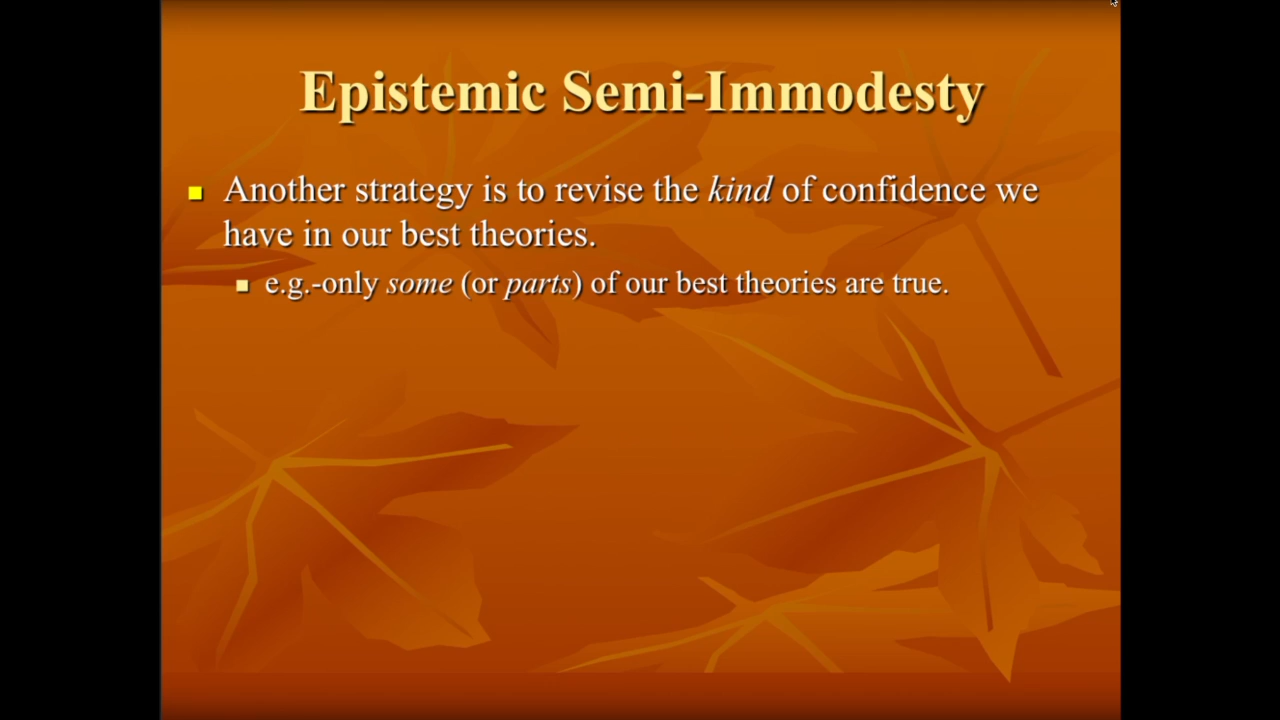 Epistemic Semi-Immodesty
Another strategy is to revise the kind of confidence we
have in our best theories.
e.g.-only some (or parts) of our best theories are true.